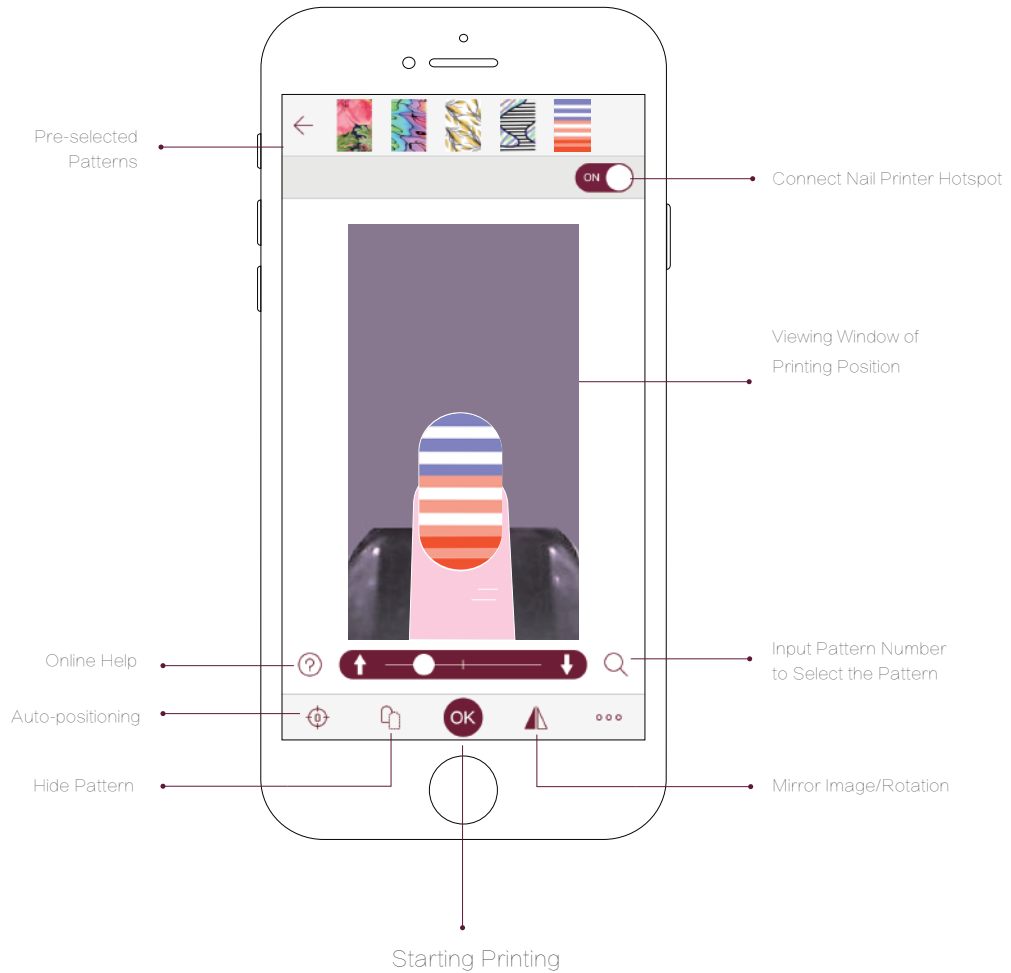 Pre-selected
Patterns
ON
Connect Nail Printer Hotspot
Viewing Window of
Printing Position
Online Help
?
Input Pattern Number
to Select the Pattern
Auto-positioning
OK
Hide Pattern
Mirror Image/Rotation
Starting Printing